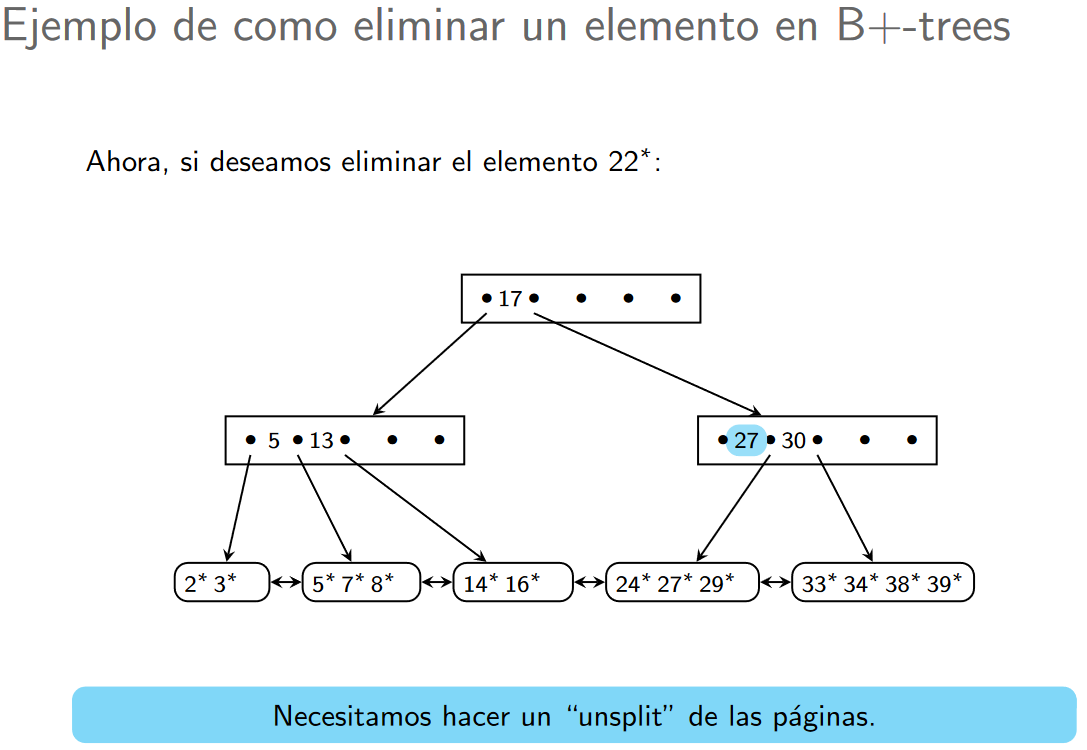 Ejemplo de como eliminar un elemento en B+-trees
Ahora, si deseamos eliminar el elemento 22*:
• 17 • • • •
• 5 • 13 • • •
• 27 • 30 • • •
2* 3*
5* 7* 8*
14* 16*
24* 27* 29*
33* 34* 38* 39*
Necesitamos hacer un “unsplit” de las páginas.